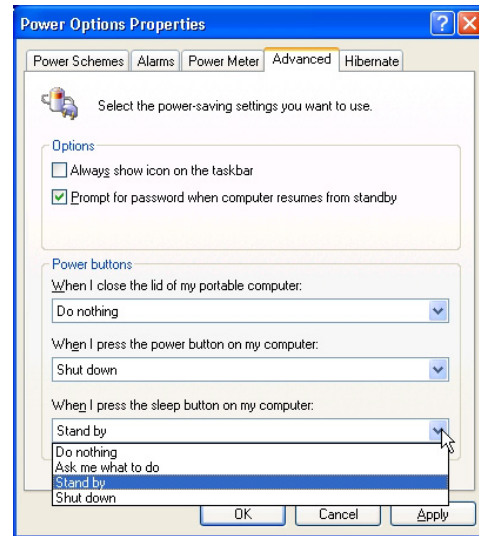 Power Options Properties
Power Schemes Alarms Power Meter Advanced Hibernate
Select the power-saving settings you want to use.
Options
Always show icon on the taskbar
Prompt for password when computer resumes from standby
Power buttons
When I close the lid of my portable computer:
Do nothing
When I press the power button on my computer:
Shut down
When I press the sleep button on my computer:
Stand by
Do nothing
Ask me what to do
Stand by
Shut down
OK Cancel Apply